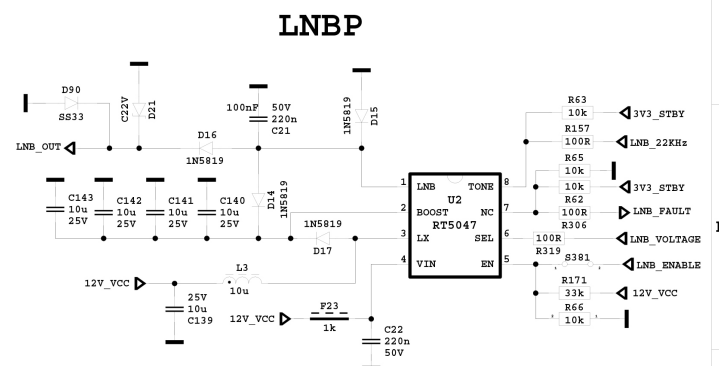 LNBP
D90
SS33
C22V
D21
100nF
50V
220n
C21
1N5819
D15
R63
10k
3V3_STBY
R157
100R
LNB_22KHz
LNB_OUT
D16
1N5819
D14
1N5819
R65
10k
10k
3V3_STBY
R62
100R
LNB_FAULT
R306
100R
LNB_VOLTAGE
R319
S381
LNB_ENABLE
R171
33k
12V_VCC
R66
10k
1 LNB TONE 8
2 BOOST NC 7
U2
RT5047
3 LX SEL 6
4 VIN EN 5
C143
10u
25V
C142
10u
25V
C141
10u
25V
C140
10u
25V
1N5819
D17
12V_VCC
L3
10u
25V
10u
C139
12V_VCC
F23
1k
C22
220n
50V